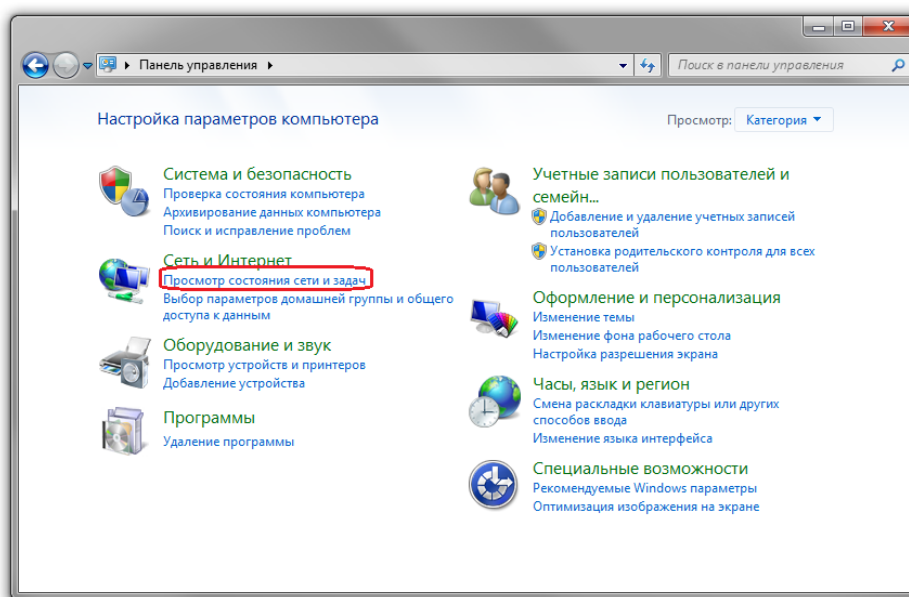 Панель управления
Поиск в панели управления
Настройка параметров компьютера
Просмотр: Категория
Система и безопасность
Проверка состояния компьютера
Архивирование данных компьютера
Поиск и исправление проблем
Сеть и Интернет
Просмотр состояния сети и задач
Выбор параметров домашней группы и общего
доступа к данным
Оборудование и звук
Просмотр устройств и принтеров
Добавление устройства
Программы
Удаление программы
Учетные записи пользователей и
семейн...
Добавление и удаление учетных записей
пользователей
Установка родительского контроля для всех
пользователей
Оформление и персонализация
Изменение темы
Изменение фона рабочего стола
Настройка разрешения экрана
Часы, язык и регион
Смена раскладки клавиатуры или других
способов ввода
Изменение языка интерфейса
Специальные возможности
Рекомендуемые Windows параметры
Оптимизация изображения на экране